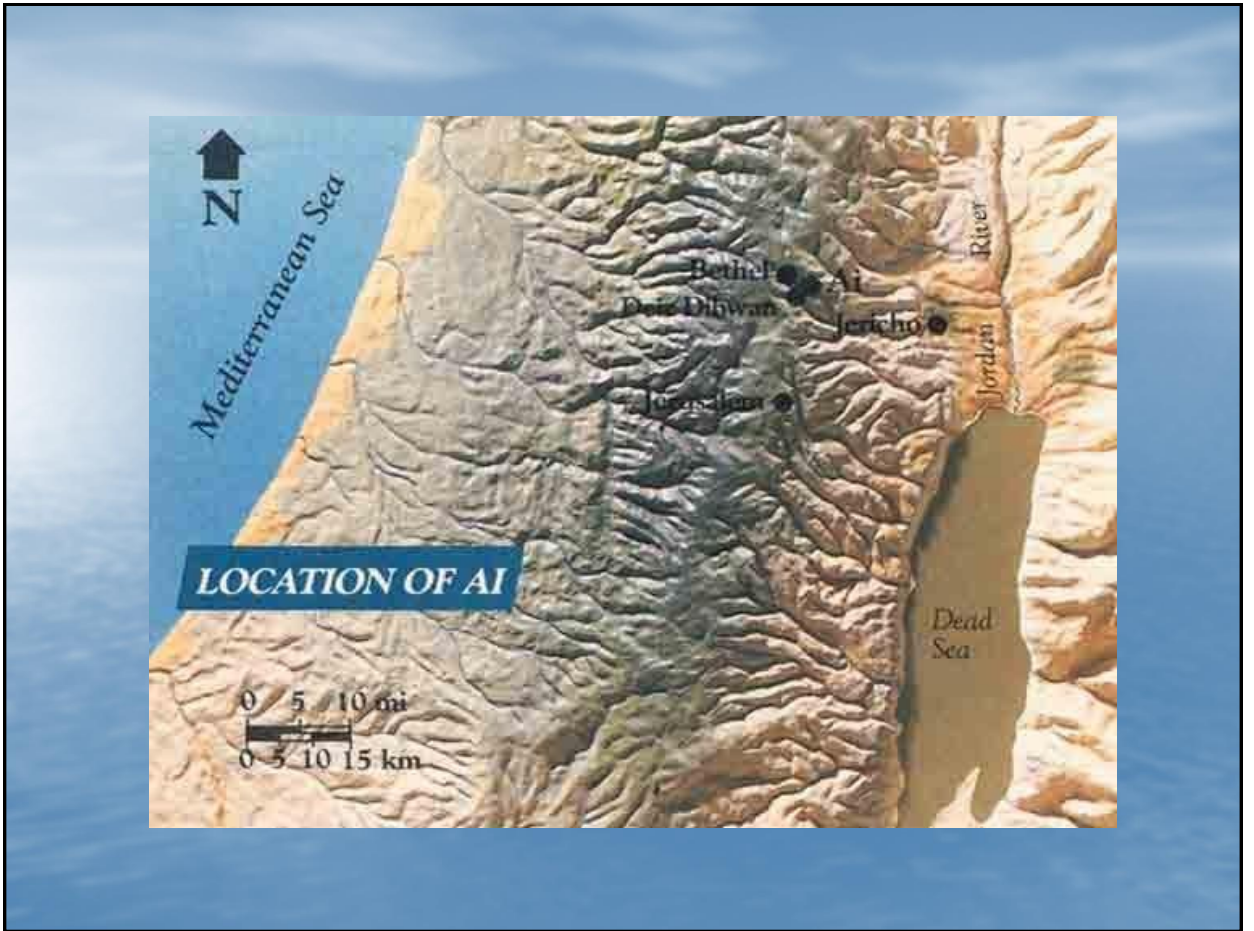 N
Mediterranean Sea
River
Bethel
Ai
Deir Dibwan
Jericho
Jordan
Jerusalem
LOCATION OF AI
Dead
Sea
0 5 10 mi
0 5 10 15 km